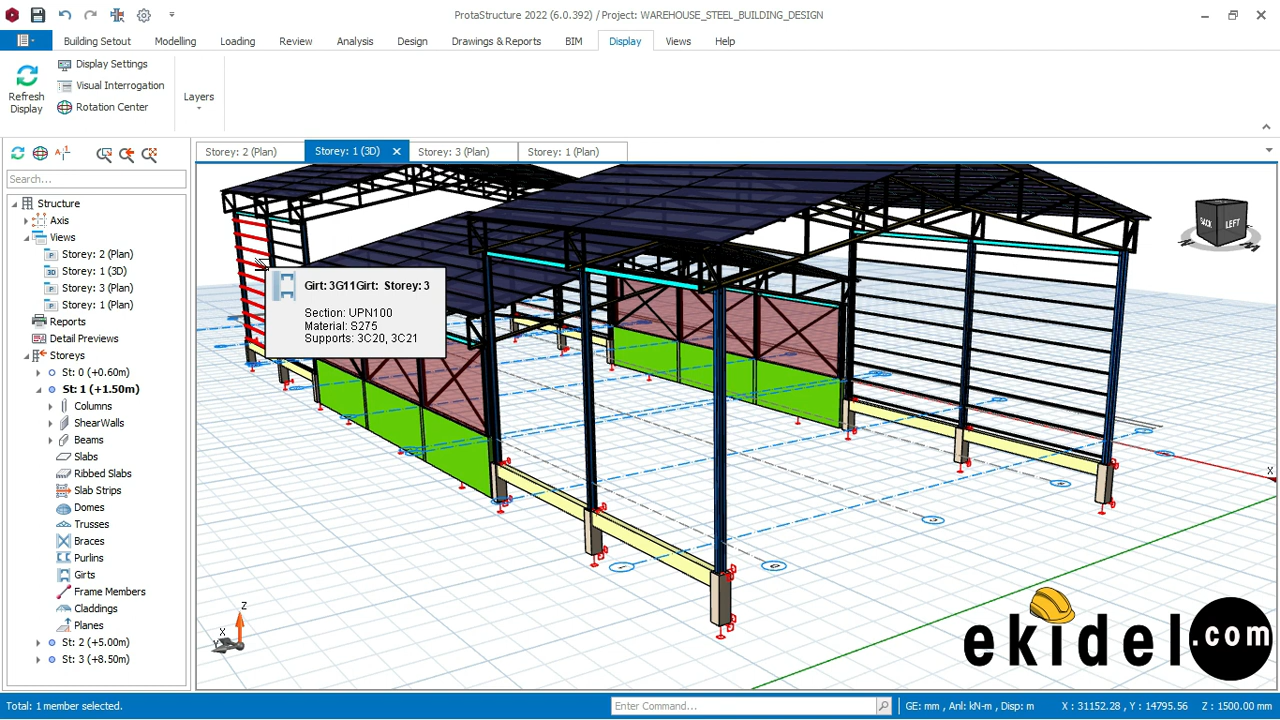 ProtaStructure 2022 (6.0.392) / Project: WAREHOUSE_STEEL_BUILDING_DESIGN
Building Setout Modelling Loading Review Analysis Design Drawings & Reports BIM Display Views Help
Refresh Display
Display Settings
Visual Interrogation
Rotation Center
Layers
Storey: 2 (Plan) Storey: 1 (3D) Storey: 3 (Plan) Storey: 1 (Plan)
Search...
Structure
Axis
Views
Storey: 2 (Plan)
Storey: 1 (3D)
Storey: 3 (Plan)
Storey: 1 (Plan)
Reports
Detail Previews
Storeys
St: 0 (+0.60m)
St: 1 (+1.50m)
Columns
ShearWalls
Beams
Slabs
Ribbed Slabs
Slab Strips
Domes
Trusses
Braces
Purlins
Girts
Frame Members
Claddings
Planes
St: 2 (+5.00m)
St: 3 (+8.50m)
Girt: 3G11Girt: Storey: 3
Section: UPN100
Material: S275
Supports: 3C20, 3C21
BACK LEFT
X
Z
X
Y
ekidel.com
Total: 1 member selected.
Enter Command...
GE: mm , Anl: kN-m , Disp: m
X : 31152.28 , Y : 14795.56 Z : 1500.00 mm